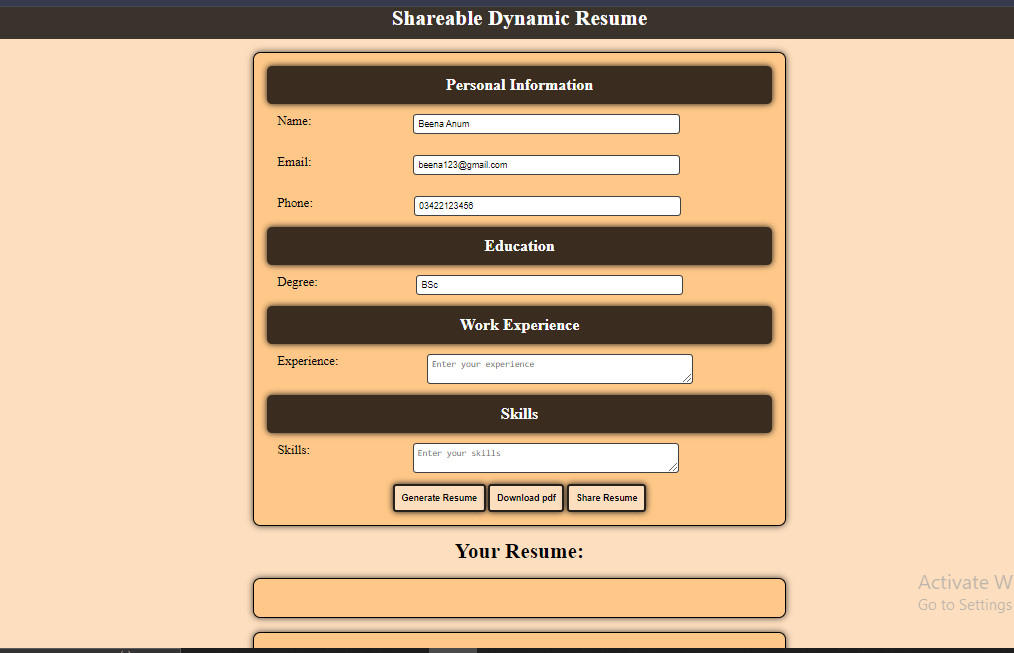 Shareable Dynamic Resume
Personal Information
Name: Beena Anum
Email: beena123@gmail.com
Phone: 03422123456
Education
Degree: BSc
Work Experience
Experience: Enter your experience
Skills
Skills: Enter your skills
Generate Resume Download pdf Share Resume
Your Resume:
Activate W
Go to Settings